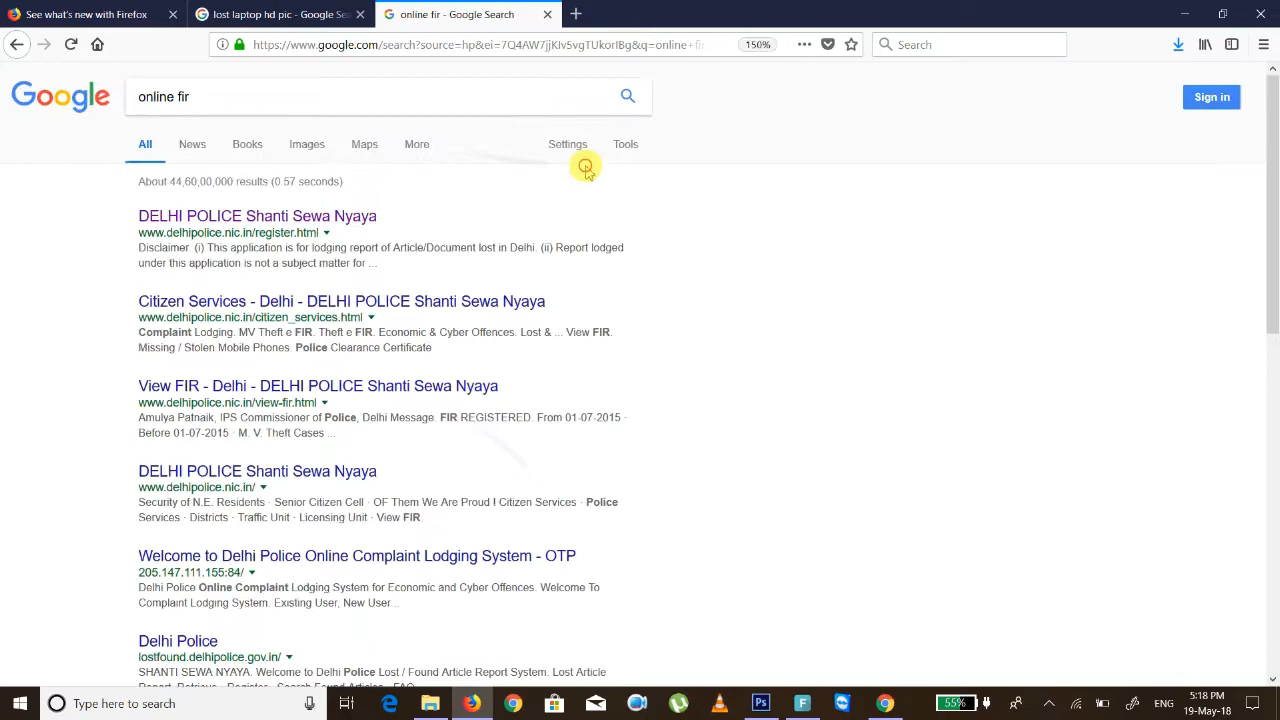 See what's new with Firefox
lost laptop hd pic - Google Se
online fir - Google Search
https://www.google.com/search?source=hp&ei=7Q4AW7jjKIv5vgTUkorIBg&q=online+fir
150%
Search
Google
online fir
Sign in
All News Books Images Maps More Settings Tools
About 44,60,00,000 results (0.57 seconds)
DELHI POLICE Shanti Sewa Nyaya
www.delhipolice.nic.in/register.html
Disclaimer. (i) This application is for lodging report of Article/Document lost in Delhi. (ii) Report lodged
under this application is not a subject matter for ...
Citizen Services - Delhi - DELHI POLICE Shanti Sewa Nyaya
www.delhipolice.nic.in/citizen_services.html
Complaint Lodging. MV Theft e FIR. Theft e FIR. Economic & Cyber Offences. Lost & ... View FIR.
Missing / Stolen Mobile Phones. Police Clearance Certificate
View FIR - Delhi - DELHI POLICE Shanti Sewa Nyaya
www.delhipolice.nic.in/view-fir.html
Amulya Patnaik, IPS Commissioner of Police, Delhi Message. FIR REGISTERED. From 01-07-2015 ·
Before 01-07-2015 · M. V. Theft Cases ...
DELHI POLICE Shanti Sewa Nyaya
www.delhipolice.nic.in/
Security of N.E. Residents · Senior Citizen Cell · OF Them We Are Proud I Citizen Services · Police
Services · Districts · Traffic Unit · Licensing Unit · View FIR
Welcome to Delhi Police Online Complaint Lodging System - OTP
205.147.111.155:84/
Delhi Police Online Complaint Lodging System for Economic and Cyber Offences. Welcome To
Complaint Lodging System. Existing User, New User ..
Delhi Police
lostfound.delhipolice.gov.in/
SHANTI SEWA NYAYA. Welcome to Delhi Police Lost / Found Article Report System. Lost Article
Report. Retrieve · Register · Search Found Articles · FAQ
Type here to search
55%
5:18 PM
19-May-18